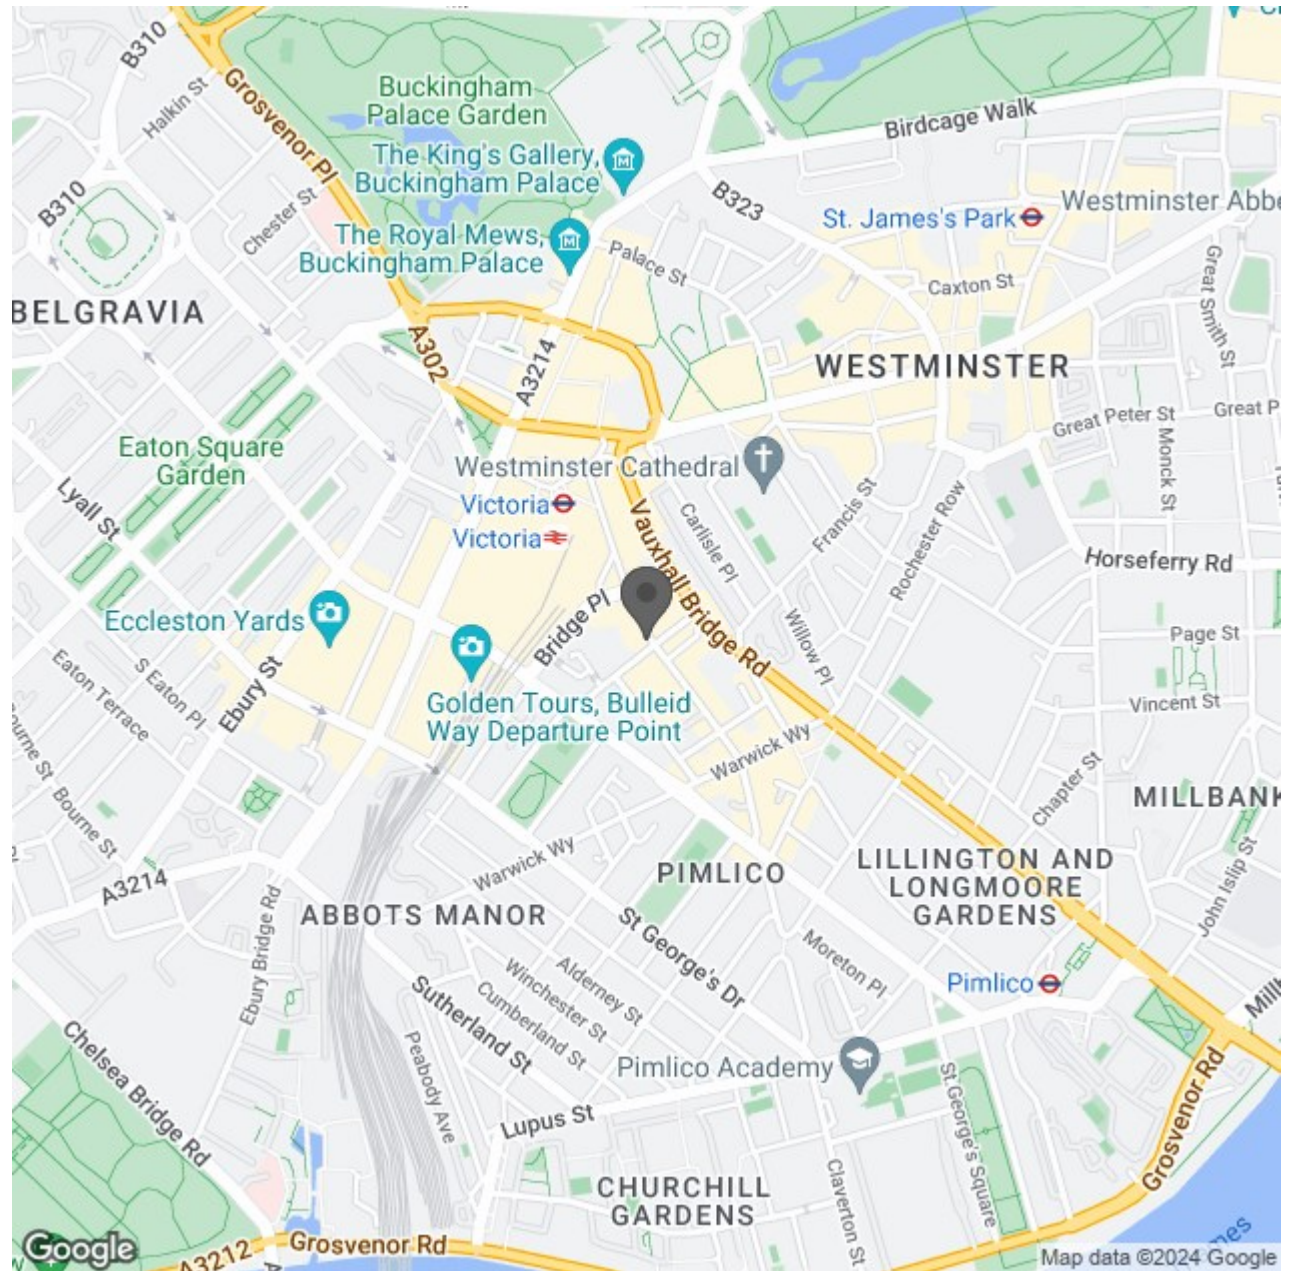 B310
Halkin St
Grosvenor Pl
Buckingham
Palace Garden
The King's Gallery,
Buckingham Palace
Birdcage Walk
B310
Chester St
B323
St. James's Park
Westminster Abbe
The Royal Mews,
Buckingham Palace
Palace St
Caxton St
Great Smith St
BELGRAVIA
A302
A3214
WESTMINSTER
Great Peter St
Great P
Monck St
Eaton Square
Garden
Westminster Cathedral
Lyall St
Victoria
Victoria
Vauxhall Bridge Rd
Carlisle Pl
Francis St
Rochester Row
Horseferry Rd
Eccleston Yards
Bridge Pl
Willow Pl
Page St
Eaton Terrace
S Eaton Pl
Ebury St
Golden Tours, Bulleid
Way Departure Point
Vincent St
Bourne St
Bourne St
Warwick Wy
Chapter St
MILLBANK
A3214
Warwick Wy
PIMLICO
LILLINGTON AND
LONGMOORE
GARDENS
John Islip St
Ebury Bridge Rd
ABBOTS MANOR
St George's Dr
Moreton Pl
Pimlico
Alderney St
Winchester St
Cumberland St
Sutherland St
Chelsea Bridge Rd
Peabody Ave
Pimlico Academy
Lupus St
St. George's Square
Grosvenor Rd
CHURCHILL
GARDENS
Claverton St
Google
A3212
Grosvenor Rd
Map data ©2024 Google